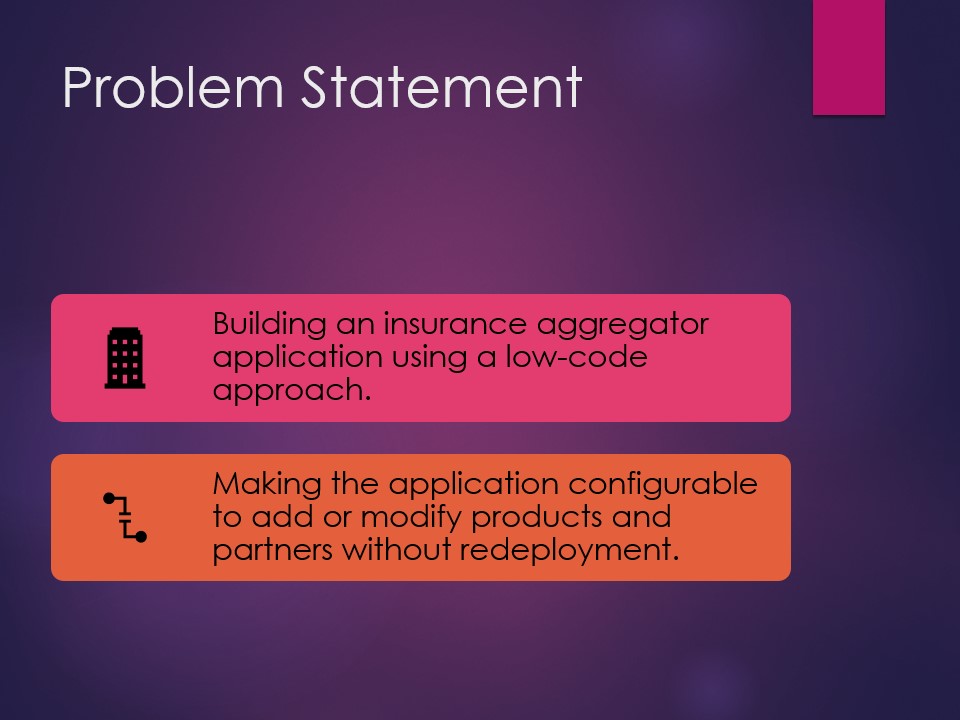 Problem Statement
Building an insurance aggregator
application using a low-code
approach.
Making the application configurable
to add or modify products and
partners without redeployment.